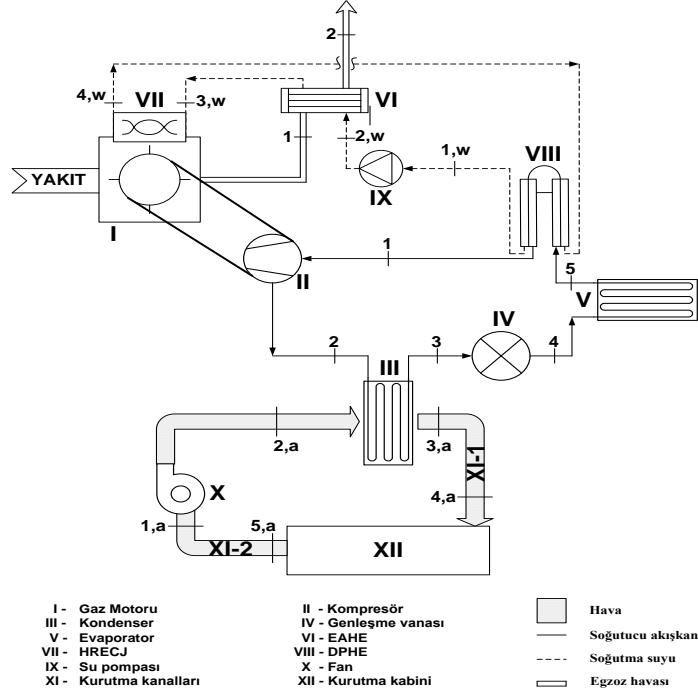 2
4,w
VII
3,w
VI
1
2,w
1,w
VIII
YAKIT
IX
I
1
5
II
V
IV
2
3
4
III
2,a
3,a
XI-1
X
4,a
1,a
5,a
XI-2
XII
I - Gaz Motoru
III - Kondenser
V - Evaporator
VII - HRECJ
IX - Su pompası
XI - Kurutma kanalları
II - Kompresör
IV - Genleşme vanası
VI - EAHE
VIII - DPHE
X - Fan
XII - Kurutma kabini
Hava
Soğutucu akışkan
Soğutma suyu
Egzoz havası